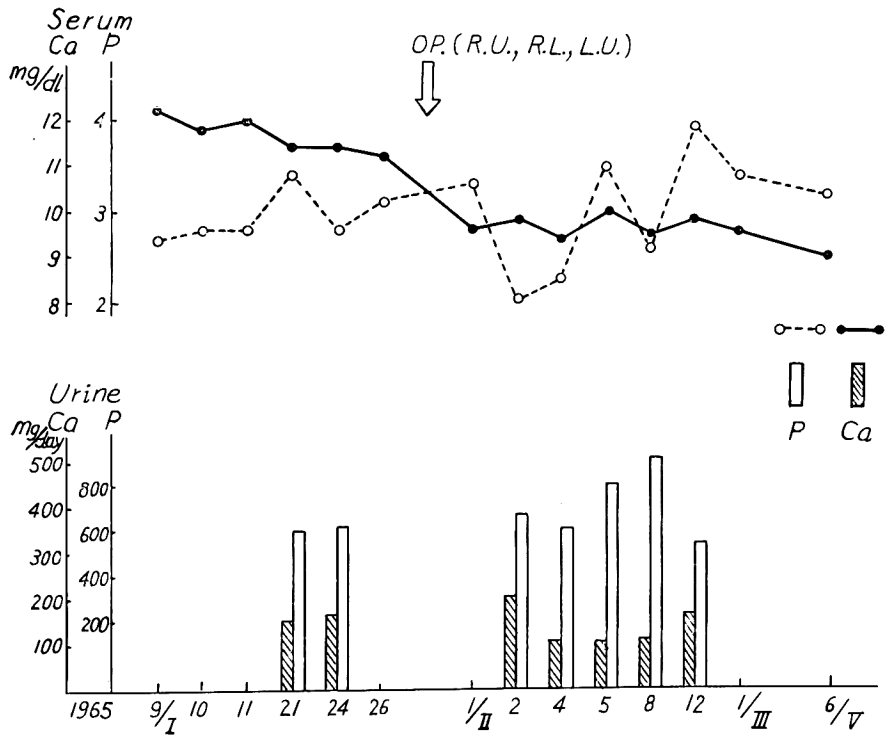 Serum
Ca P
mg/dl
OP. (R.U., R.L., L.U.)
12 4
11
10 3
9
8 2
Urine
Ca P
mg/day
P Ca
500
800
400
600
300
400
200
200
100
1965 9/I 10 11 21 24 26 1/II 2 4 5 8 12 1/III 6/V